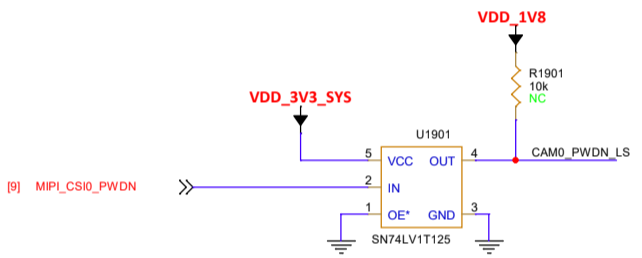 VDD_1V8
R1901
10k
NC
VDD_3V3_SYS
U1901
5 VCC OUT 4 CAM0_PWDN_LS
[9] MIPI_CSI0_PWDN 2 IN
1 OE* GND 3
SN74LV1T125